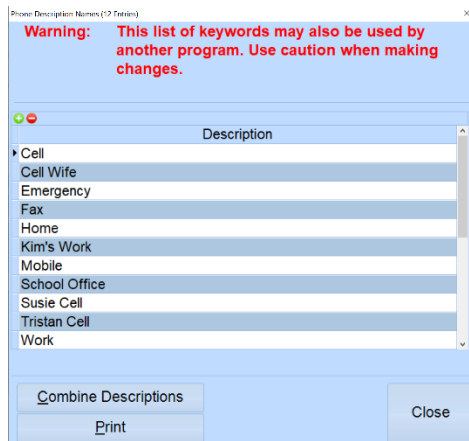 Phone Description Names (12 Entries)
Warning: This list of keywords may also be used by
another program. Use caution when making
changes.
Description
Cell
Cell Wife
Emergency
Fax
Home
Kim's Work
Mobile
School Office
Susie Cell
Tristan Cell
Work
Combine Descriptions
Print
Close